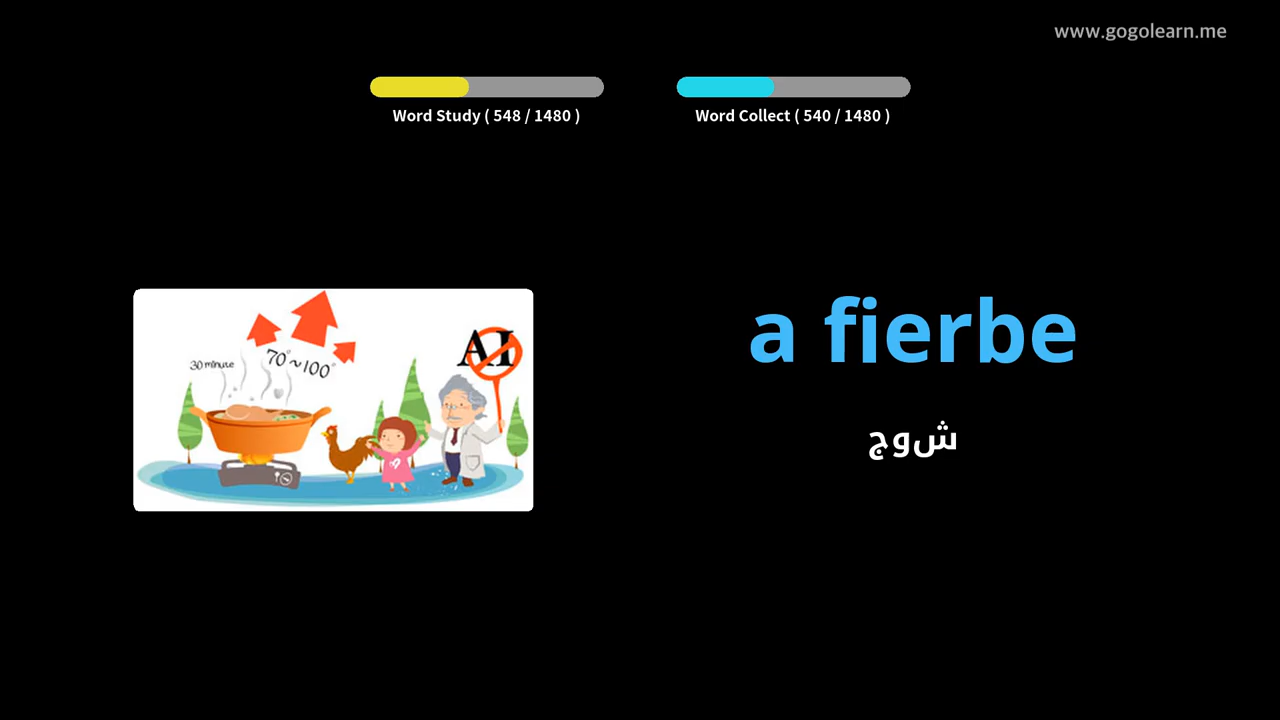 www.gogolearn.me
Word Study ( 548 / 1480 )
Word Collect ( 540 / 1480 )
30 minute
70°~100°
AI
a fierbe
شوج